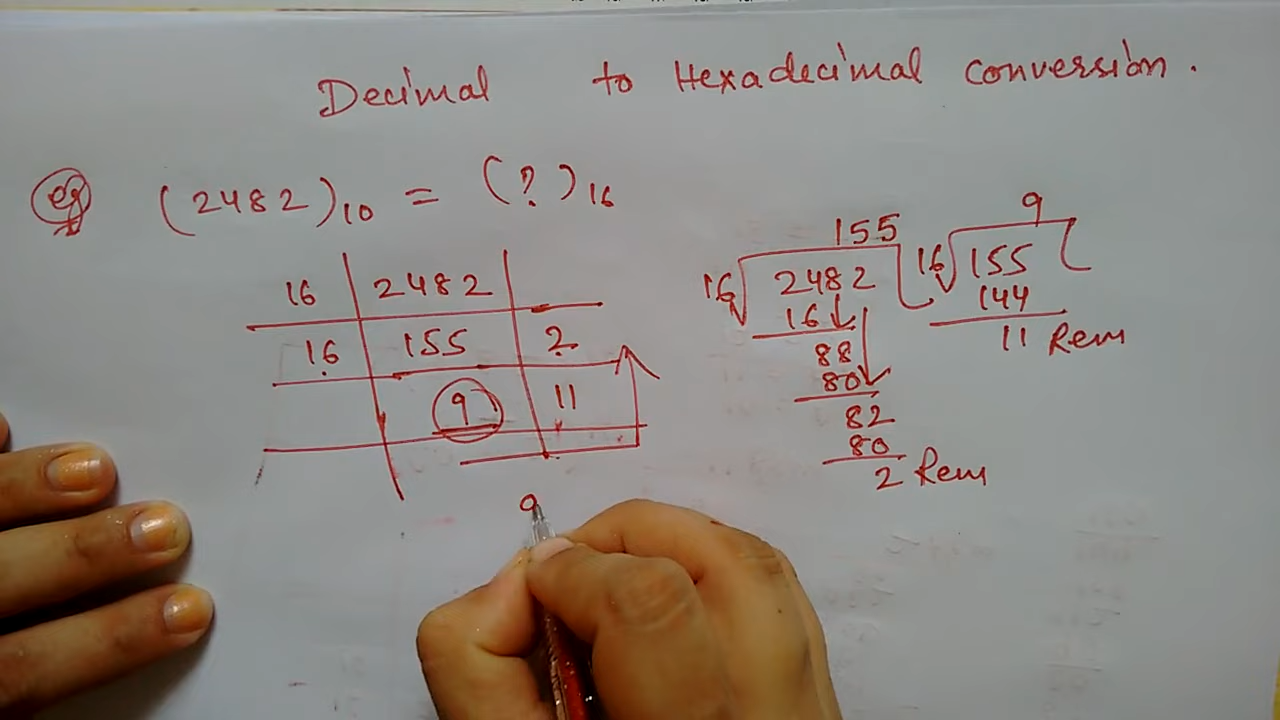 Decimal to Hexadecimal conversion.
eg (2482)10 = (?)16
16 2482
16 155 2
9 11
9
155
16 2482
16
88
80
82
80
2 Rem
9
16 155
144
11 Rem